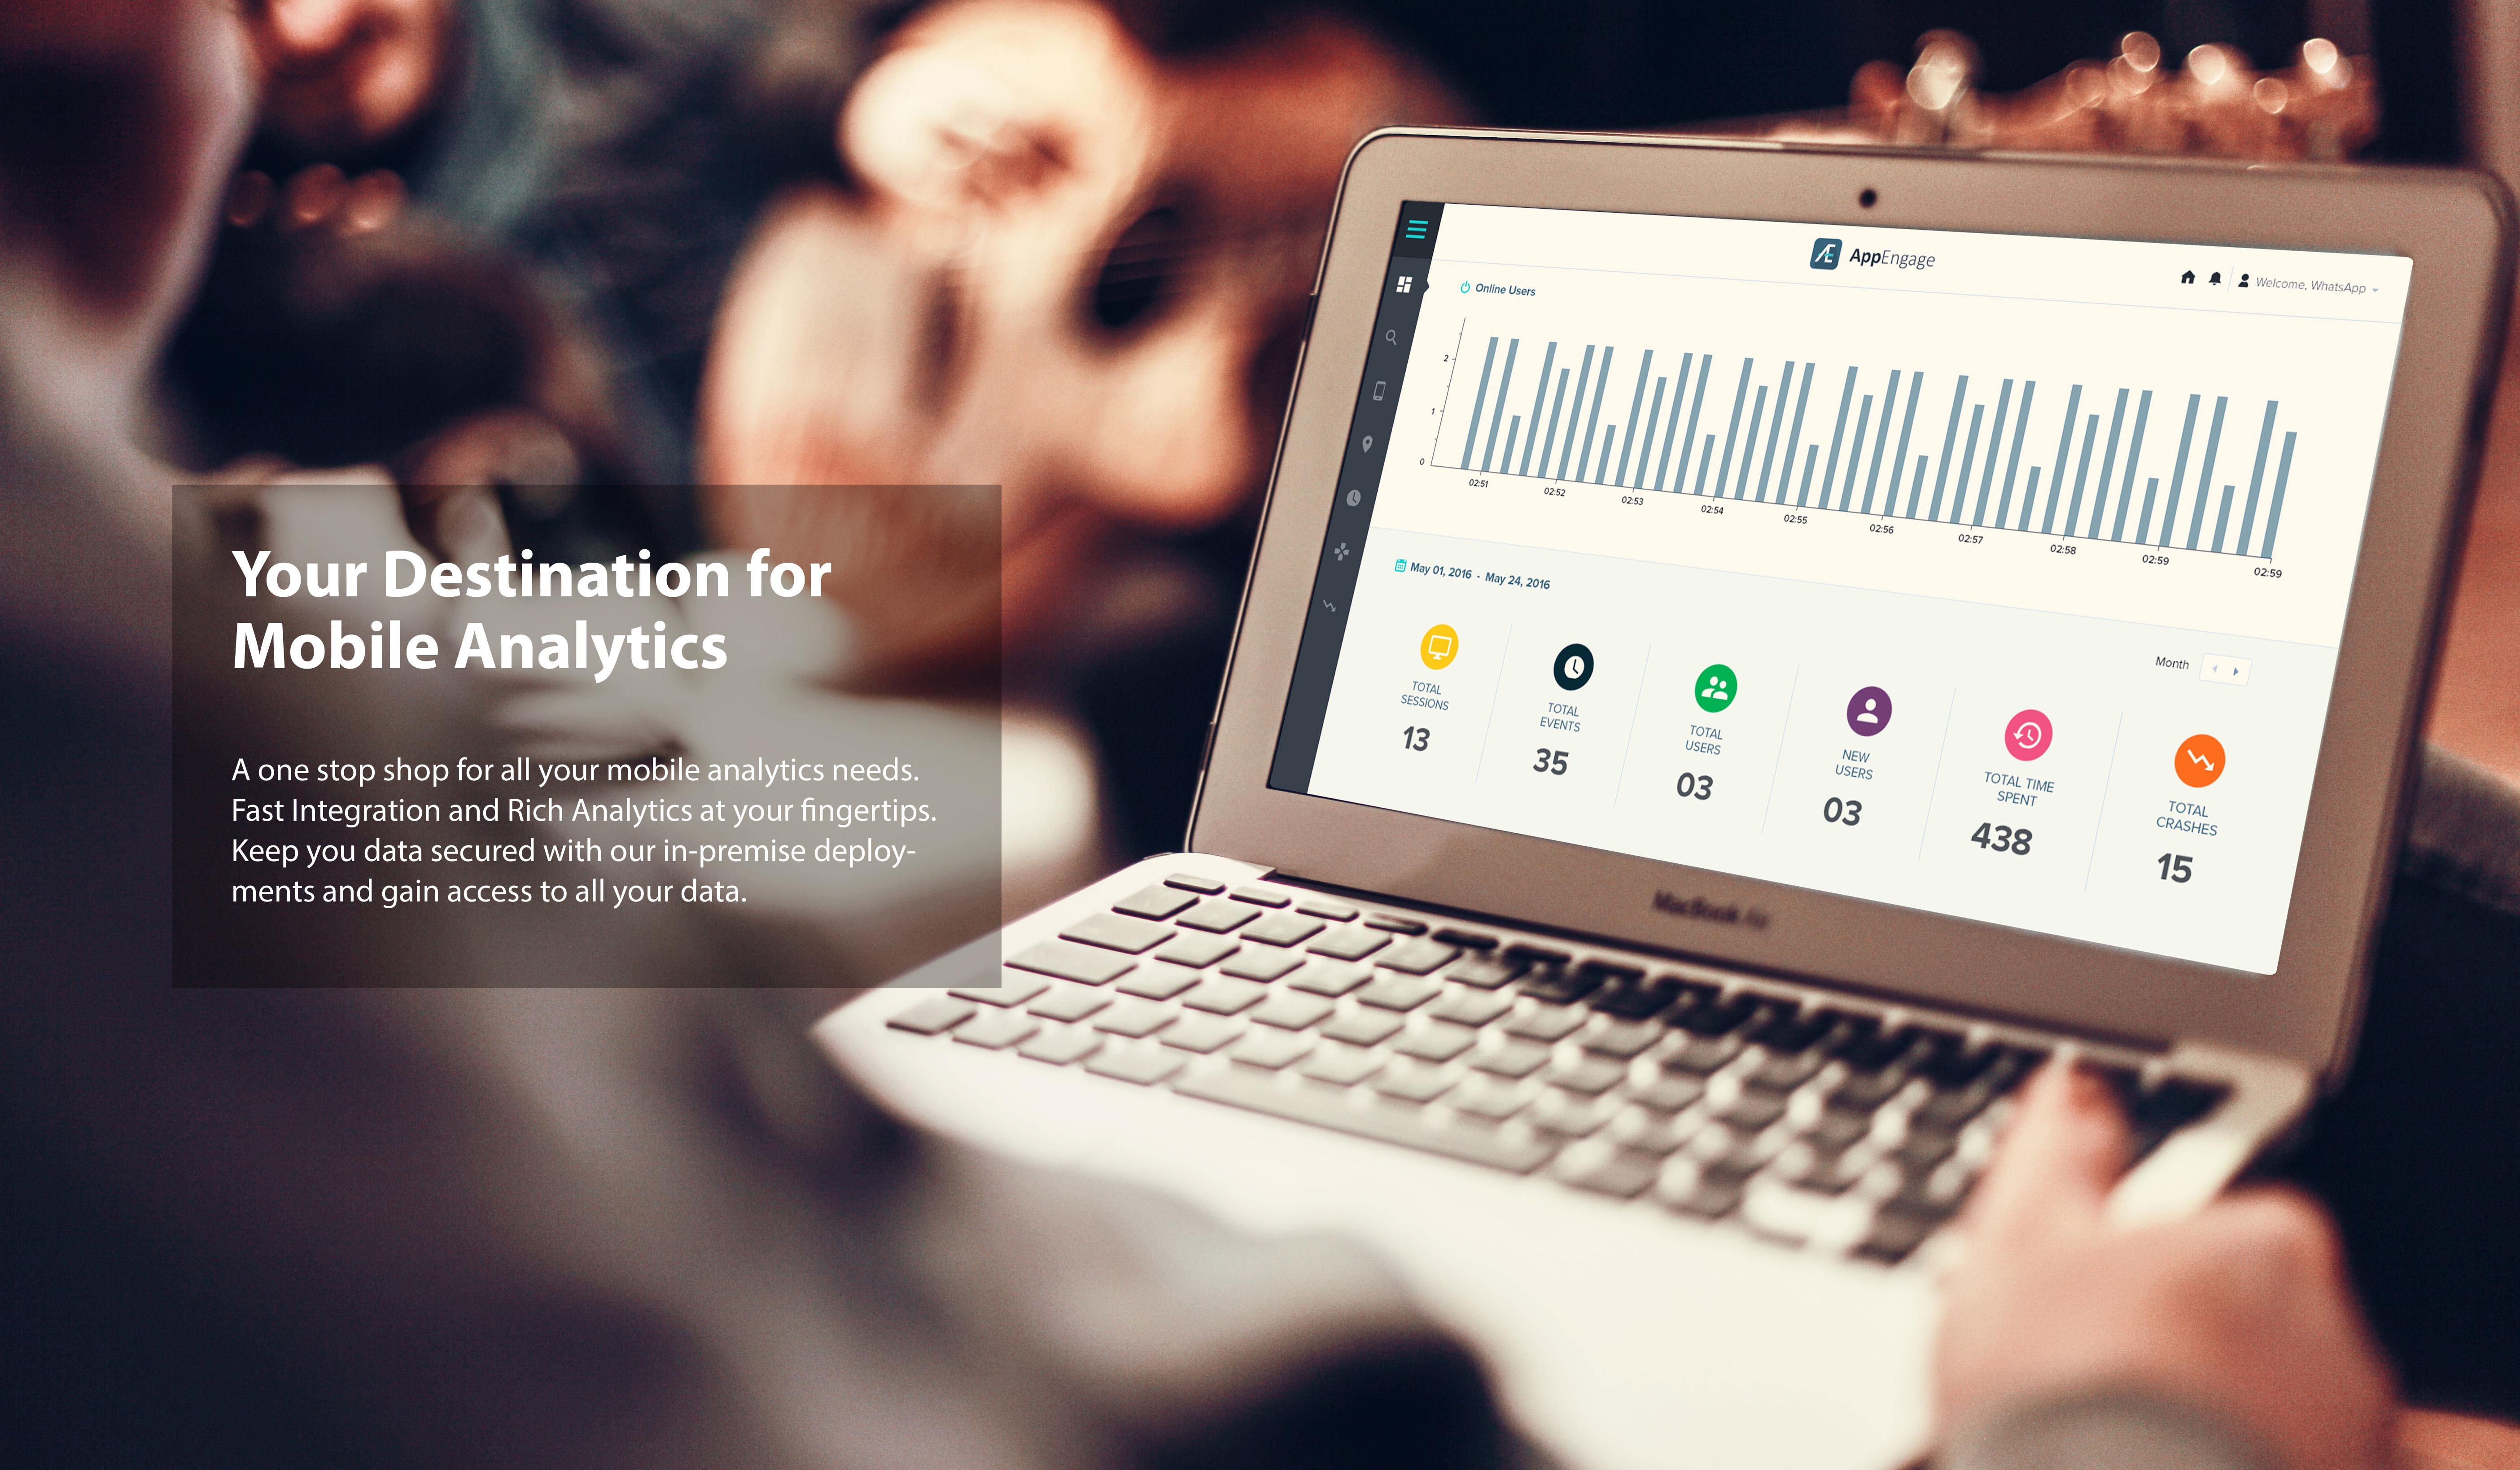 Your Destination for
Mobile Analytics
A one stop shop for all your mobile analytics needs.
Fast Integration and Rich Analytics at your fingertips.
Keep you data secured with our in-premise deploy-
ments and gain access to all your data.
AppEngage
Welcome, WhatsApp
Online Users
2
1
0
02:51 02:52 02:53 02:54 02:55 02:56 02:57 02:58 02:59 02:59
May 01, 2016 - May 24, 2016
Month
TOTAL
SESSIONS
13
TOTAL
EVENTS
35
TOTAL
USERS
03
NEW
USERS
03
TOTAL TIME
SPENT
438
TOTAL
CRASHES
15
MacBook Air